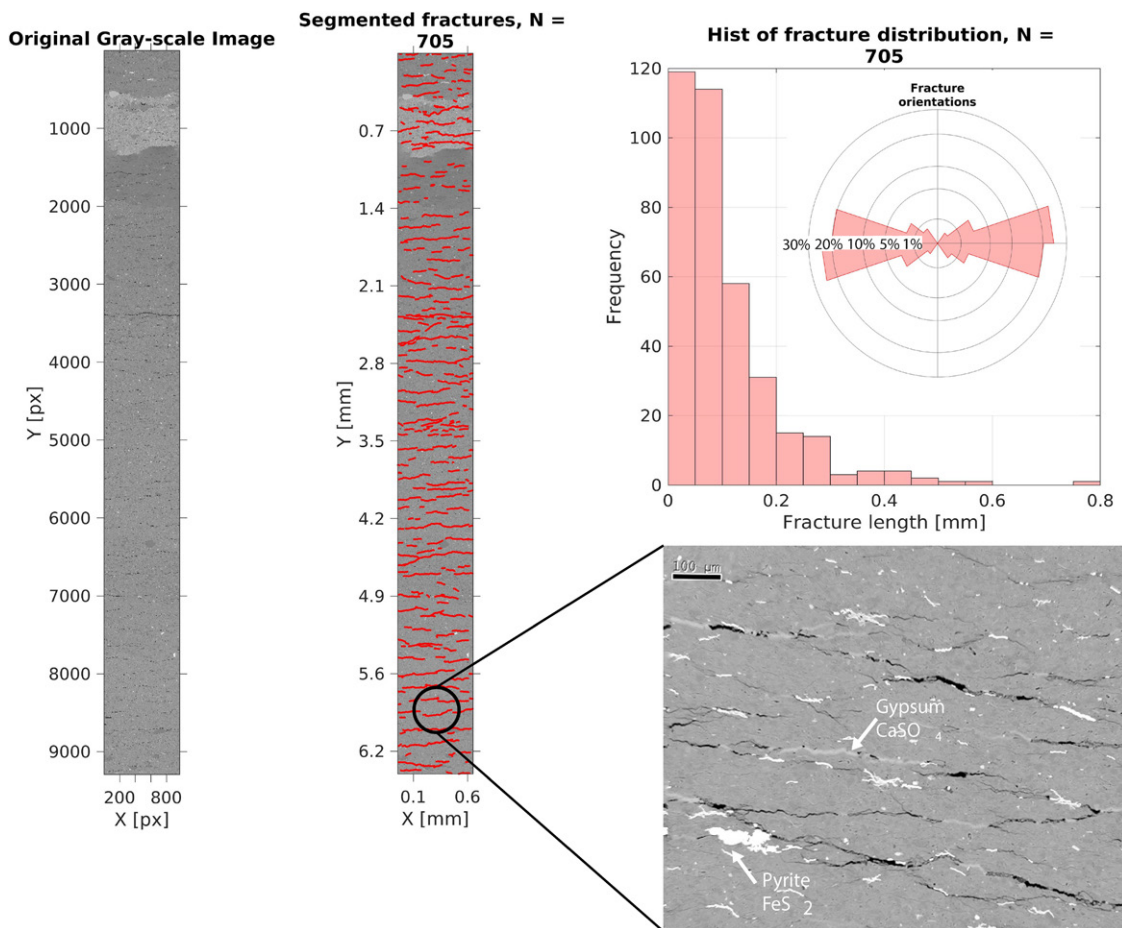 Original Gray-scale Image
1000
2000
3000
4000
5000
6000
7000
8000
9000
Y [px]
200 800
X [px]
Segmented fractures, N =
705
0.7
1.4
2.1
2.8
3.5
4.2
4.9
5.6
6.2
Y [mm]
0.1 0.6
X [mm]
Hist of fracture distribution, N =
705
120
100
80
60
40
20
0
Frequency
0 0.2 0.4 0.6 0.8
Fracture length [mm]
Fracture
orientations
30% 20% 10% 5% 1%
100 µm
Gypsum
CaSO 4
Pyrite
FeS 2